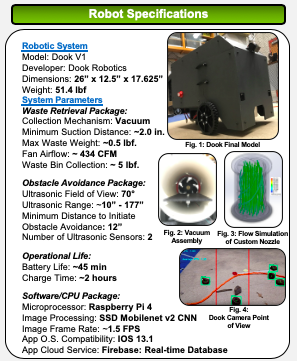 Robot Specifications
Robotic System
Model: Dook V1
Developer: Dook Robotics
Dimensions: 26" x 12.5" x 17.625"
Weight: 51.4 lbf
System Parameters
Waste Retrieval Package:
Collection Mechanism: Vacuum
Minimum Suction Distance: ~2.0 in.
Max Waste Weight: ~0.5 lbf.
Fan Airflow: ~ 434 CFM
Waste Bin Collection: ~ 5 lbf.
Fig. 1: Dook Final Model
Obstacle Avoidance Package:
Ultrasonic Field of View: 70°
Ultrasonic Range: ~10" - 177"
Minimum Distance to Initiate
Obstacle Avoidance: 12"
Number of Ultrasonic Sensors: 2
Fig. 2: Vacuum
Assembly
Fig. 3: Flow Simulation
of Custom Nozzle
Operational Life:
Battery Life: ~45 min
Charge Time: ~2 hours
Software/CPU Package:
Microprocessor: Raspberry Pi 4
Image Processing: SSD Mobilenet v2 CNN
Image Frame Rate: ~1.5 FPS
App O.S. Compatibility: IOS 13.1
App Cloud Service: Firebase: Real-time Database
Fig. 4:
Dook Camera Point
of View